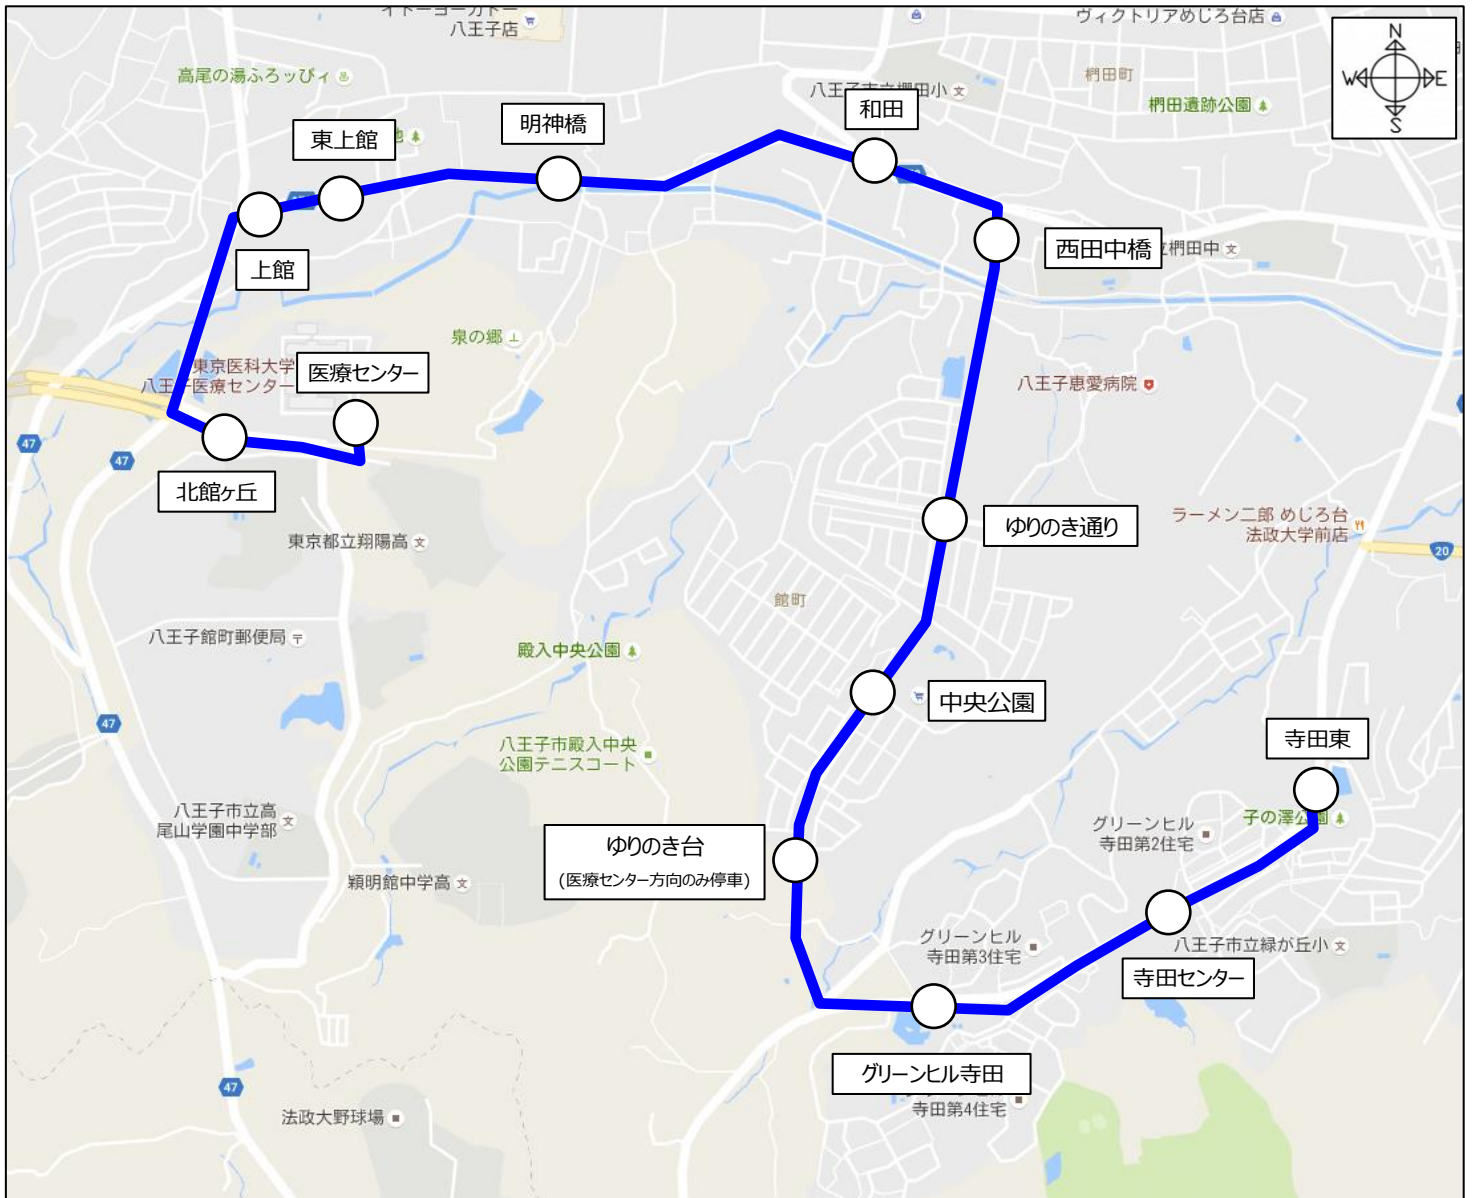 八王子店
ヴィクトリアめじろ台店
N
W
E
S
高尾の湯ふろッぴィ
椚田町
椚田遺跡公園
東上館
明神橋
和田
上館
西田中橋
椚田中
泉の郷
東京医科大学
八王子医療センター
医療センター
八王子恵愛病院
47
47
北館ヶ丘
ゆりのき通り
ラーメン二郎 めじろ台
法政大学前店
20
東京都立翔陽高
館町
八王子館町郵便局
殿入中央公園
中央公園
47
寺田東
八王子市殿入中央
公園テニスコート
八王子市立高
尾山学園中学部
グリーンヒル
寺田第2住宅
子の澤公園
ゆりのき台
(医療センター方向のみ停車)
穎明館中学高
グリーンヒル
寺田第3住宅
八王子市立緑が丘小
寺田センター
グリーンヒル寺田
47
寺田第4住宅
法政大野球場